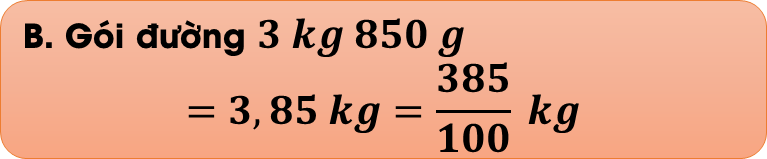 B. Gói đường 3 kg 850 g
= 3,85 kg = 385/100 kg